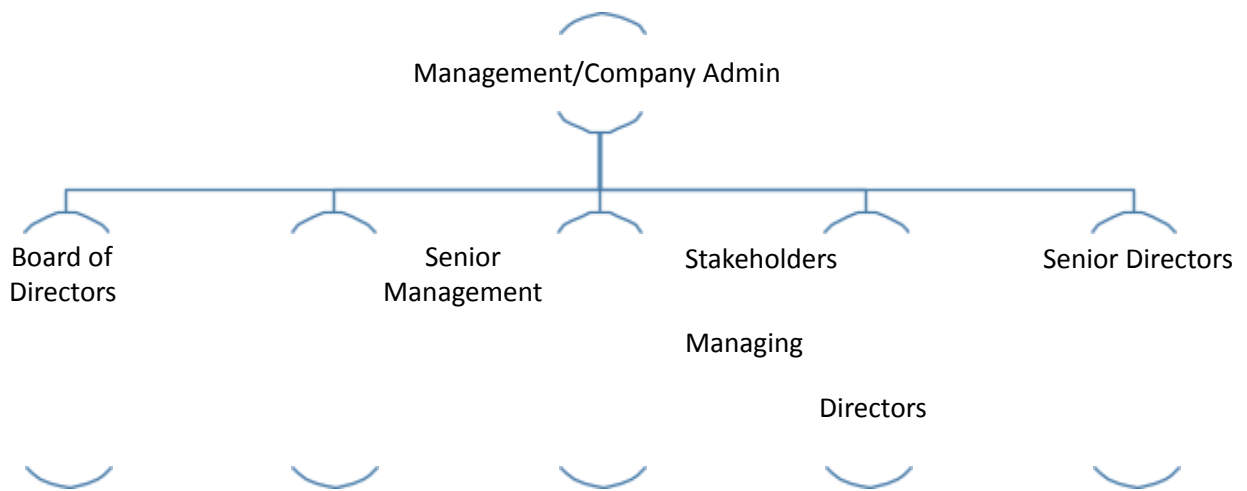 Management/Company Admin
Board of
Directors
Senior
Management
Stakeholders
Managing
Directors
Senior Directors